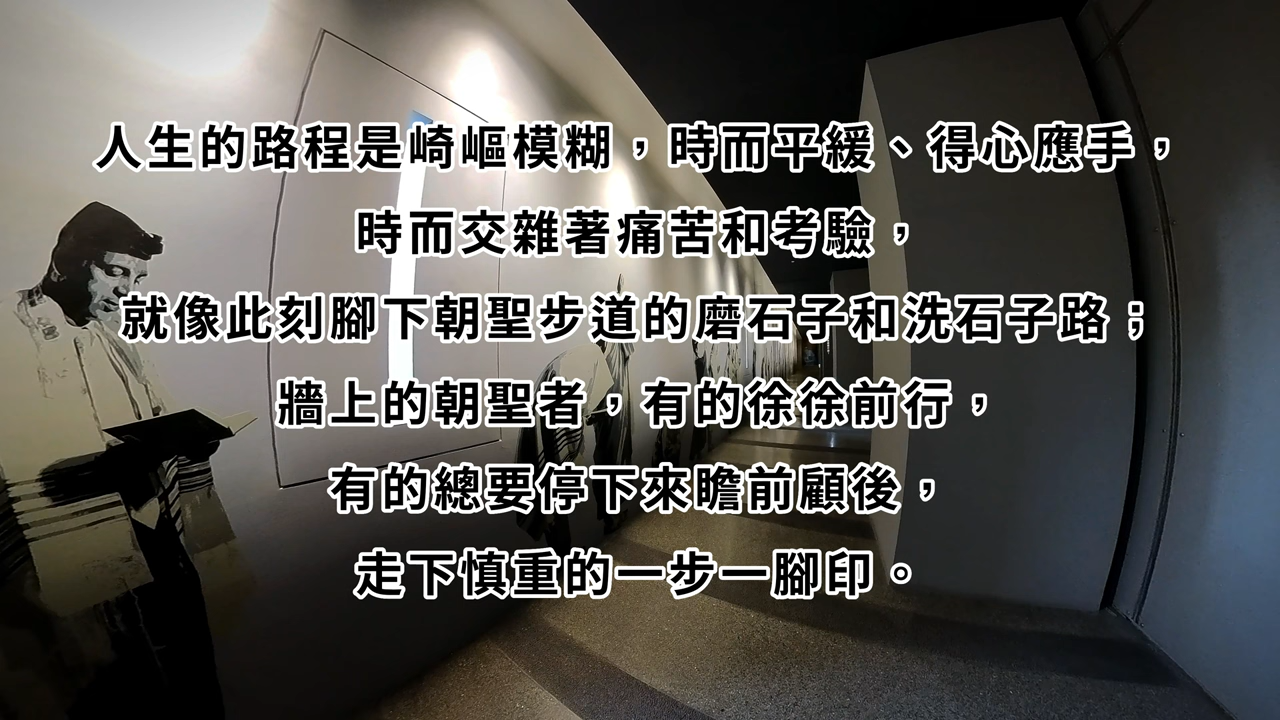 人生的路程是崎嶇模糊，時而平緩、得心應手，
時而交雜著痛苦和考驗，
就像此刻腳下朝聖步道的磨石子和洗石子路；
牆上的朝聖者，有的徐徐前行，
有的總要停下來瞻前顧後，
走下慎重的一步一腳印。